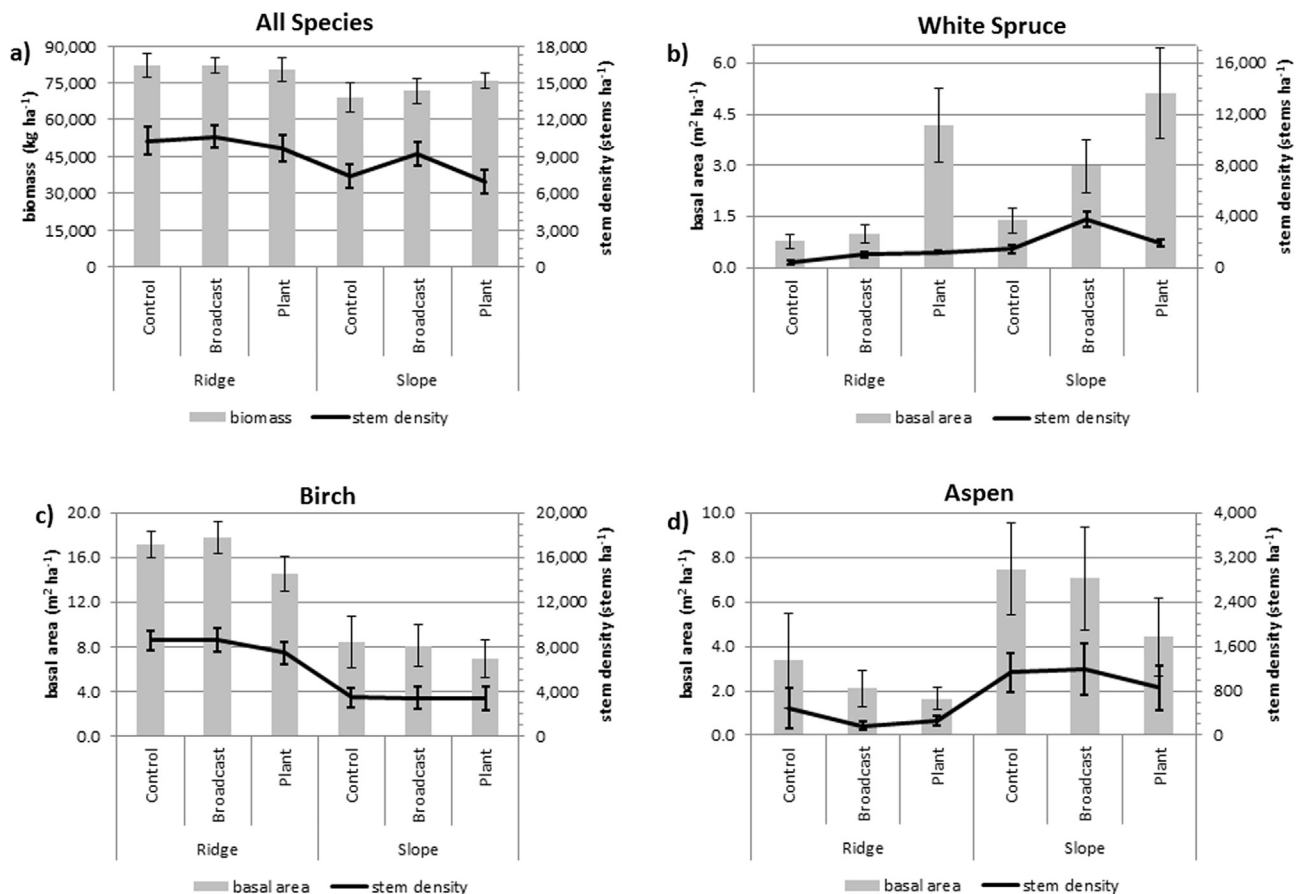 All Species
a)
biomass (kg ha⁻¹)
90,000
75,000
60,000
45,000
30,000
15,000
0
18,000
15,000
12,000
9,000
6,000
3,000
0
stem density (stems ha⁻¹)
Control
Broadcast
Plant
Control
Broadcast
Plant
Ridge
Slope
biomass
stem density
White Spruce
b)
basal area (m² ha⁻¹)
6.0
4.5
3.0
1.5
0.0
16,000
12,000
8,000
4,000
0
stem density (stems ha⁻¹)
Control
Broadcast
Plant
Control
Broadcast
Plant
Ridge
Slope
basal area
stem density
Birch
c)
basal area (m² ha⁻¹)
20.0
16.0
12.0
8.0
4.0
0.0
20,000
16,000
12,000
8,000
4,000
0
stem density (stems ha⁻¹)
Control
Broadcast
Plant
Control
Broadcast
Plant
Ridge
Slope
basal area
stem density
Aspen
d)
basal area (m² ha⁻¹)
10.0
8.0
6.0
4.0
2.0
0.0
4,000
3,200
2,400
1,600
800
0
stem density (stems ha⁻¹)
Control
Broadcast
Plant
Control
Broadcast
Plant
Ridge
Slope
basal area
stem density